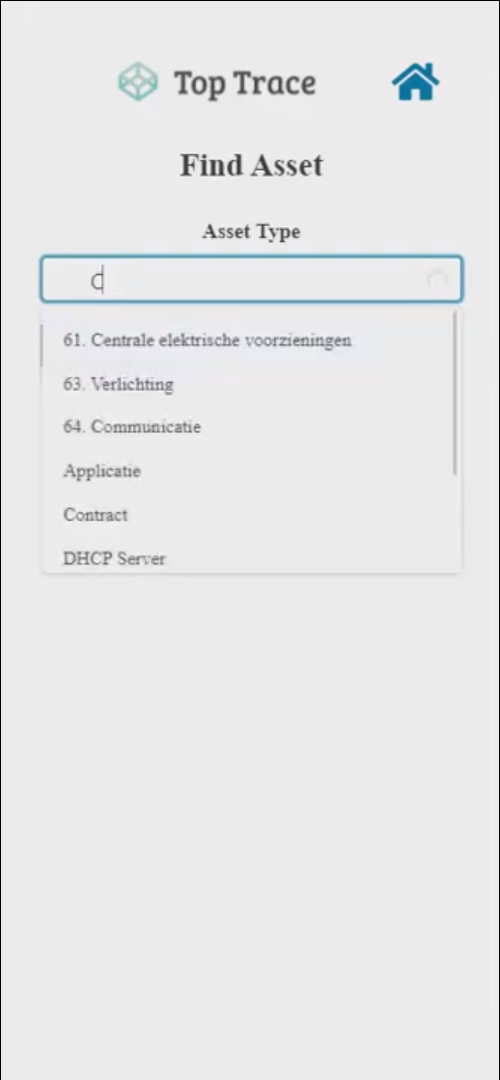 Top Trace
Find Asset
Asset Type
C
61. Centrale elektrische voorzieningen
63. Verlichting
64. Communicatie
Applicatie
Contract
DHCP Server